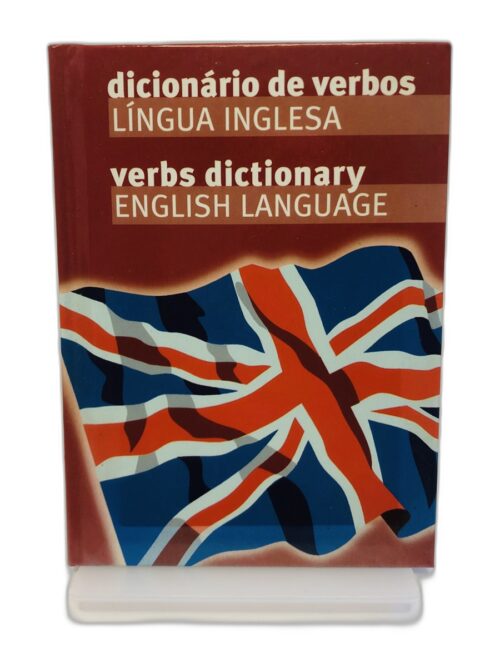 dicionário de verbos
LÍNGUA INGLESA
verbs dictionary
ENGLISH LANGUAGE